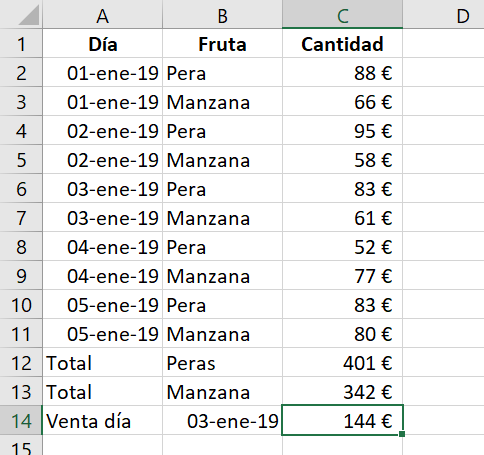 A B C D
1 Día Fruta Cantidad
2 01-ene-19 Pera 88 €
3 01-ene-19 Manzana 66 €
4 02-ene-19 Pera 95 €
5 02-ene-19 Manzana 58 €
6 03-ene-19 Pera 83 €
7 03-ene-19 Manzana 61 €
8 04-ene-19 Pera 52 €
9 04-ene-19 Manzana 77 €
10 05-ene-19 Pera 83 €
11 05-ene-19 Manzana 80 €
12 Total Peras 401 €
13 Total Manzana 342 €
14 Venta día 03-ene-19 144 €
15